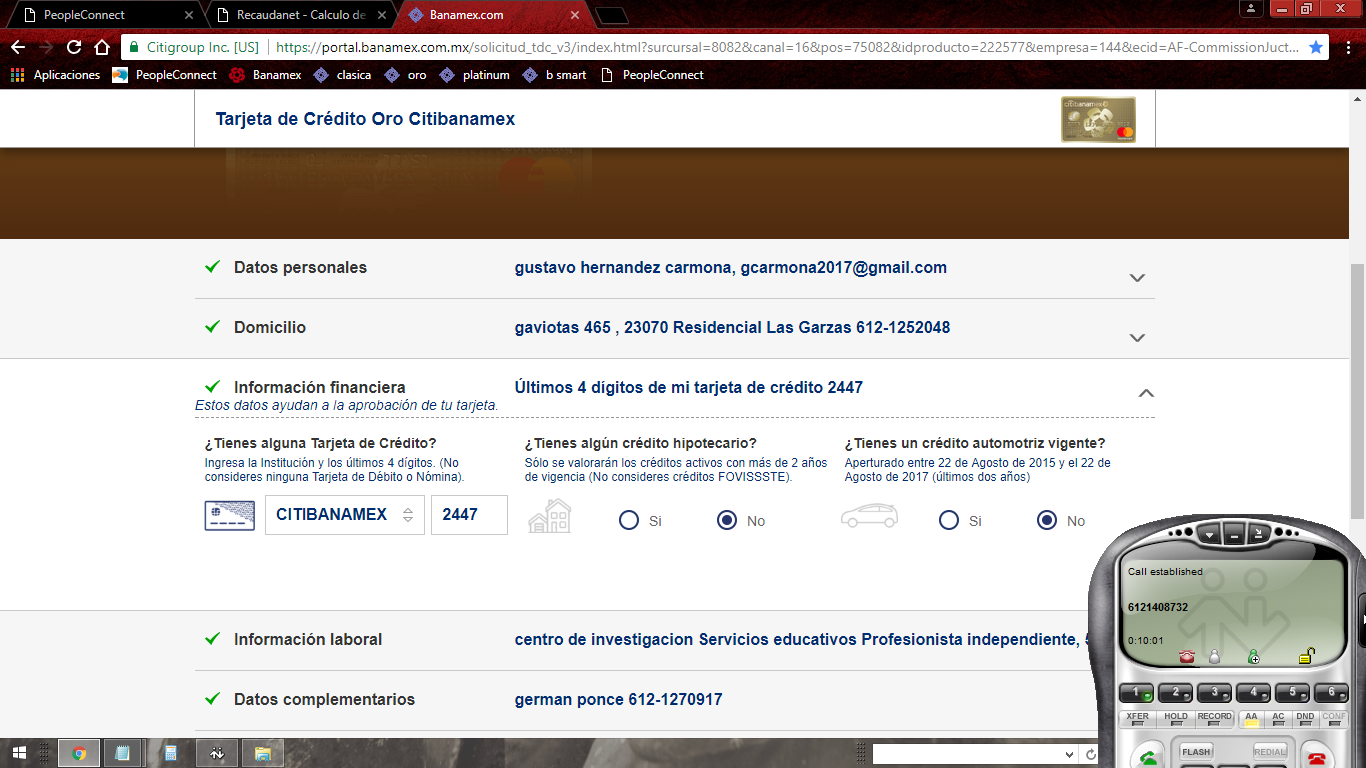 PeopleConnect
Recaudanet - Calculo de
Banamex.com
Citigroup Inc. [US]
https://portal.banamex.com.mx/solicitud_tdc_v3/index.html?sursursal=8082&canal=16&pos=75082&idproducto=222577&empresa=144&ecid=AF-CommissionJuct...
Aplicaciones
PeopleConnect
Banamex
clasica
oro
platinum
b smart
PeopleConnect
Tarjeta de Crédito Oro Citibanamex
citibanamex
Datos personales
gustavo hernandez carmona, gcarmona2017@gmail.com
Domicilio
gaviotas 465 , 23070 Residencial Las Garzas 612-1252048
Información financiera
Últimos 4 dígitos de mi tarjeta de crédito 2447
Estos datos ayudan a la aprobación de tu tarjeta.
¿Tienes alguna Tarjeta de Crédito?
Ingresa la Institución y los últimos 4 dígitos. (No
consideres ninguna Tarjeta de Débito o Nómina).
CITIBANAMEX
2447
¿Tienes algún crédito hipotecario?
Sólo se valorarán los créditos activos con más de 2 años
de vigencia (No consideres créditos FOVISSSTE).
Si
No
¿Tienes un crédito automotriz vigente?
Aperturado entre 22 de Agosto de 2015 y el 22 de
Agosto de 2017 (últimos dos años)
Si
No
Información laboral
centro de investigacion Servicios educativos Profesionista independiente,
Datos complementarios
german ponce 612-1270917
Call established
6121408732
0:10:01
1 2 3 4 5 6
XFER HOLD RECORD AA AC DND CONF
FLASH
REDIAL